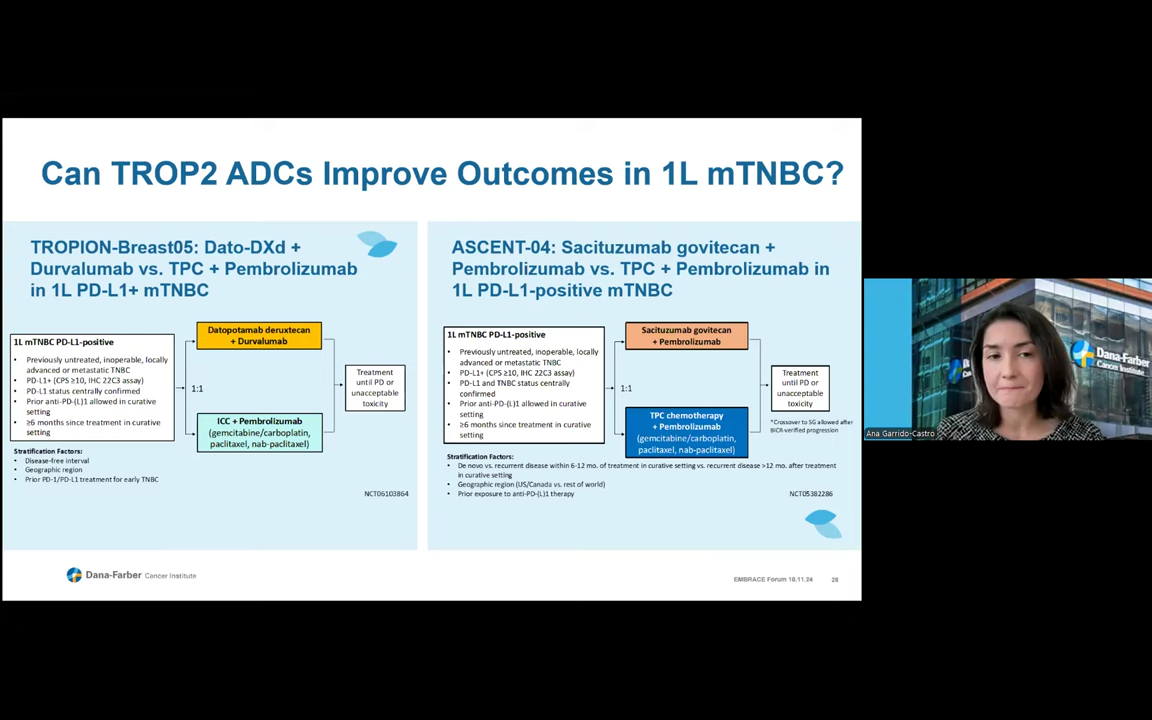 Can TROP2 ADCs Improve Outcomes in 1L mTNBC?
TROPION-Breast05: Dato-DXd +
Durvalumab vs. TPC + Pembrolizumab
in 1L PD-L1+ mTNBC
1L mTNBC PD-L1-positive
• Previously untreated, inoperable, locally
advanced or metastatic TNBC
• PD-L1+ (CPS ≥10, IHC 22C3 assay)
• PD-L1 status centrally confirmed
• Prior anti-PD-(L)1 allowed in curative
setting
• ≥6 months since treatment in curative
setting
1:1
Datopotamab deruxtecan
+ Durvalumab
ICC + Pembrolizumab
(gemcitabine/carboplatin,
paclitaxel, nab-paclitaxel)
Treatment
until PD or
unacceptable
toxicity
Stratification Factors:
• Disease-free interval
• Geographic region
• Prior PD-1/PD-L1 treatment for early TNBC
NCT06103864
ASCENT-04: Sacituzumab govitecan +
Pembrolizumab vs. TPC + Pembrolizumab in
1L PD-L1-positive mTNBC
1L mTNBC PD-L1-positive
• Previously untreated, inoperable, locally
advanced or metastatic TNBC
• PD-L1+ (CPS ≥10, IHC 22C3 assay)
• PD-L1 and TNBC status centrally
confirmed
• Prior anti-PD-(L)1 allowed in curative
setting
• ≥6 months since treatment in curative
setting
1:1
Sacituzumab govitecan
+ Pembrolizumab
TPC chemotherapy
+ Pembrolizumab
(gemcitabine/carboplatin,
paclitaxel, nab-paclitaxel)
Treatment
until PD or
unacceptable
toxicity
*Crossover to SG allowed after
BICR-verified progression
Stratification Factors:
• De novo vs. recurrent disease within 6-12 mo. of treatment in curative setting vs. recurrent disease >12 mo. after treatment
in curative setting
• Geographic region (US/Canada vs. rest of world)
• Prior exposure to anti-PD-(L)1 therapy
NCT05382286
Dana-Farber Cancer Institute
EMBRACE Forum 18.11.24
28
Dana-Farber
Cancer Institute
Ana Garrido-Castro